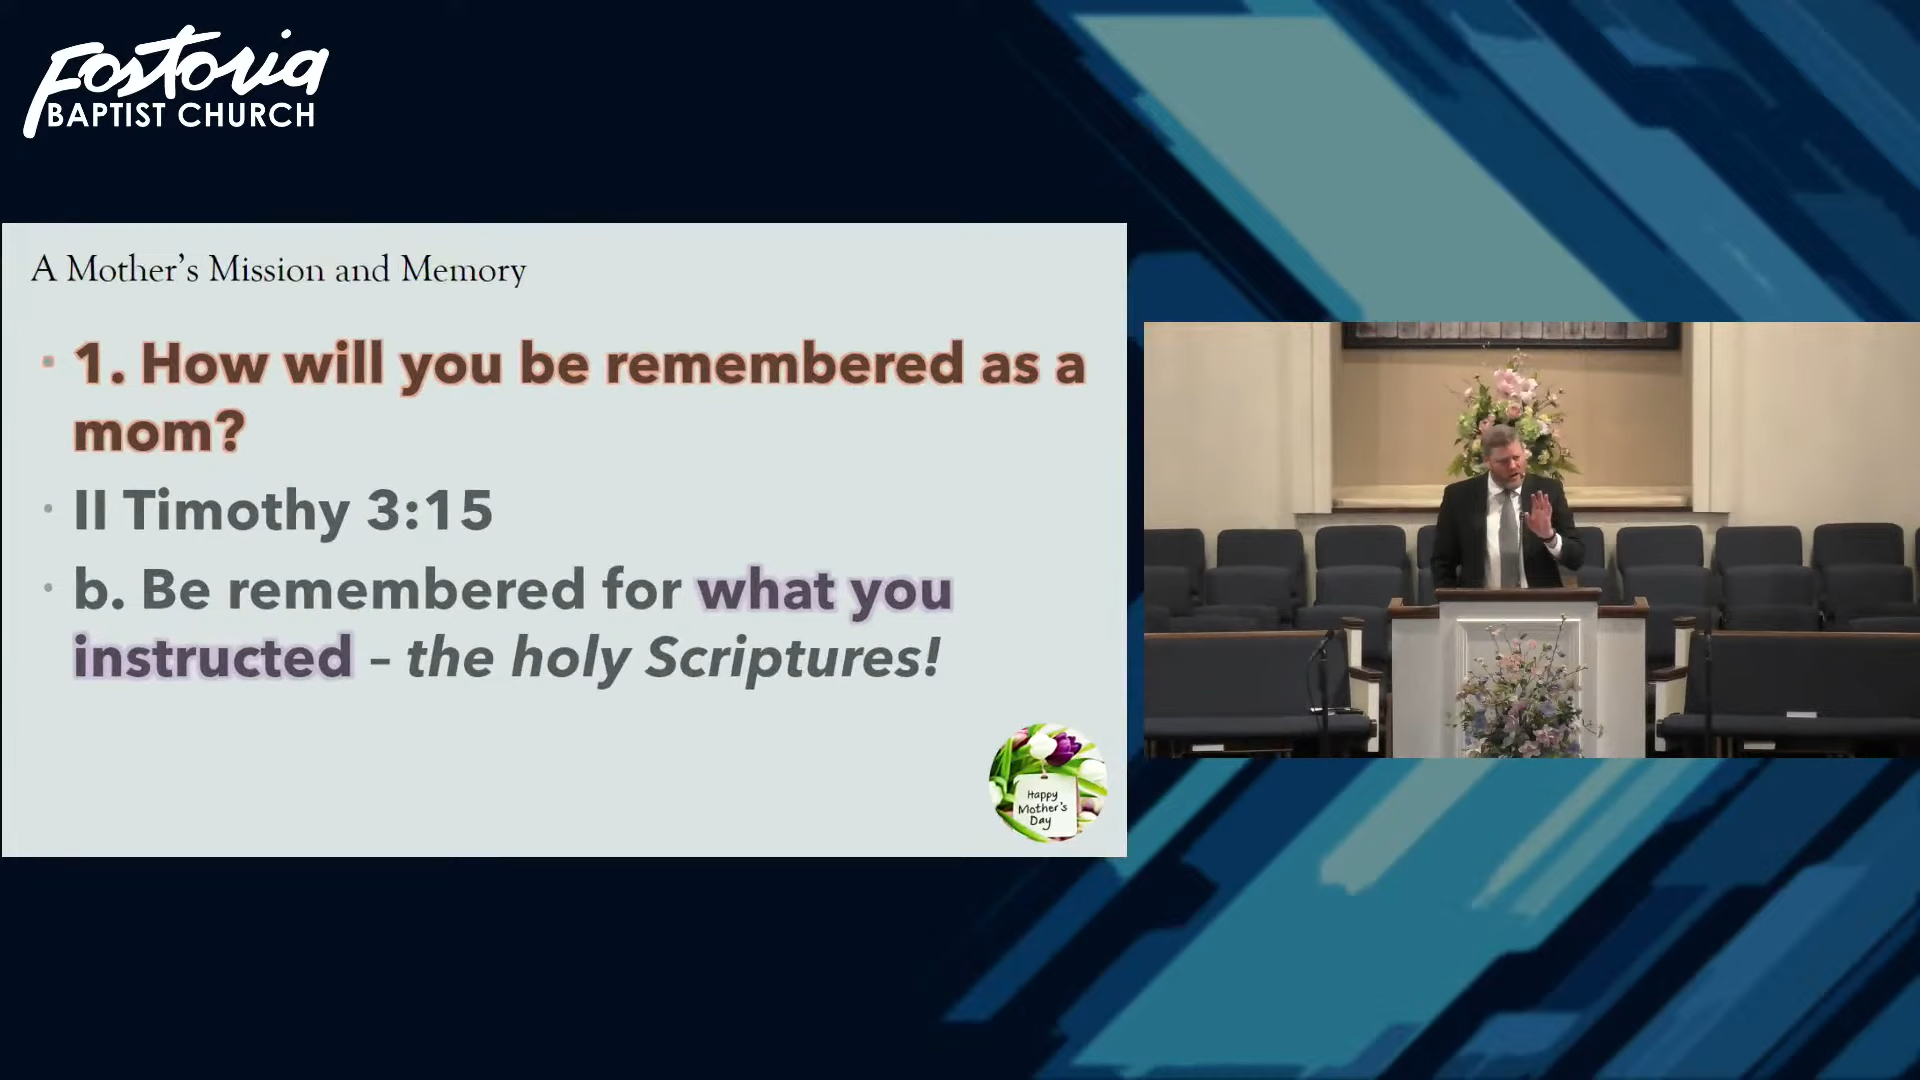 Fostoria
BAPTIST CHURCH
A Mother's Mission and Memory
• 1. How will you be remembered as a
mom?
• II Timothy 3:15
• b. Be remembered for what you
instructed – the holy Scriptures!
Happy
Mother's
Day